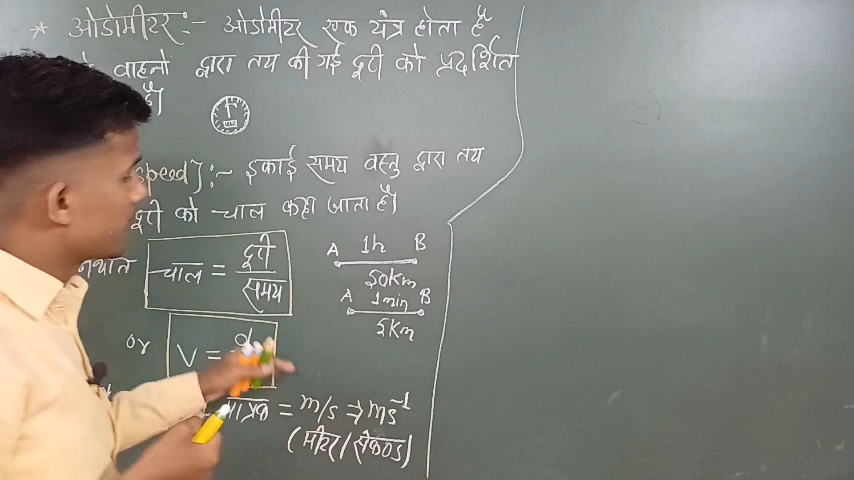 * ओडोमीटर :- ओडोमीटर एक यंत्र होता है
वाहनो द्वारा तय की गई दूरी को प्रदर्शित
है।
speed] :- इकाई समय वस्तु द्वारा तय
दूरी को चाल कहा जाता है।
चाल = दूरी / समय
A 1h B
50km
A 1min B
5km
or V = d
मात्रक = m/s ⇒ ms⁻¹
(मीटर/सेकण्ड)